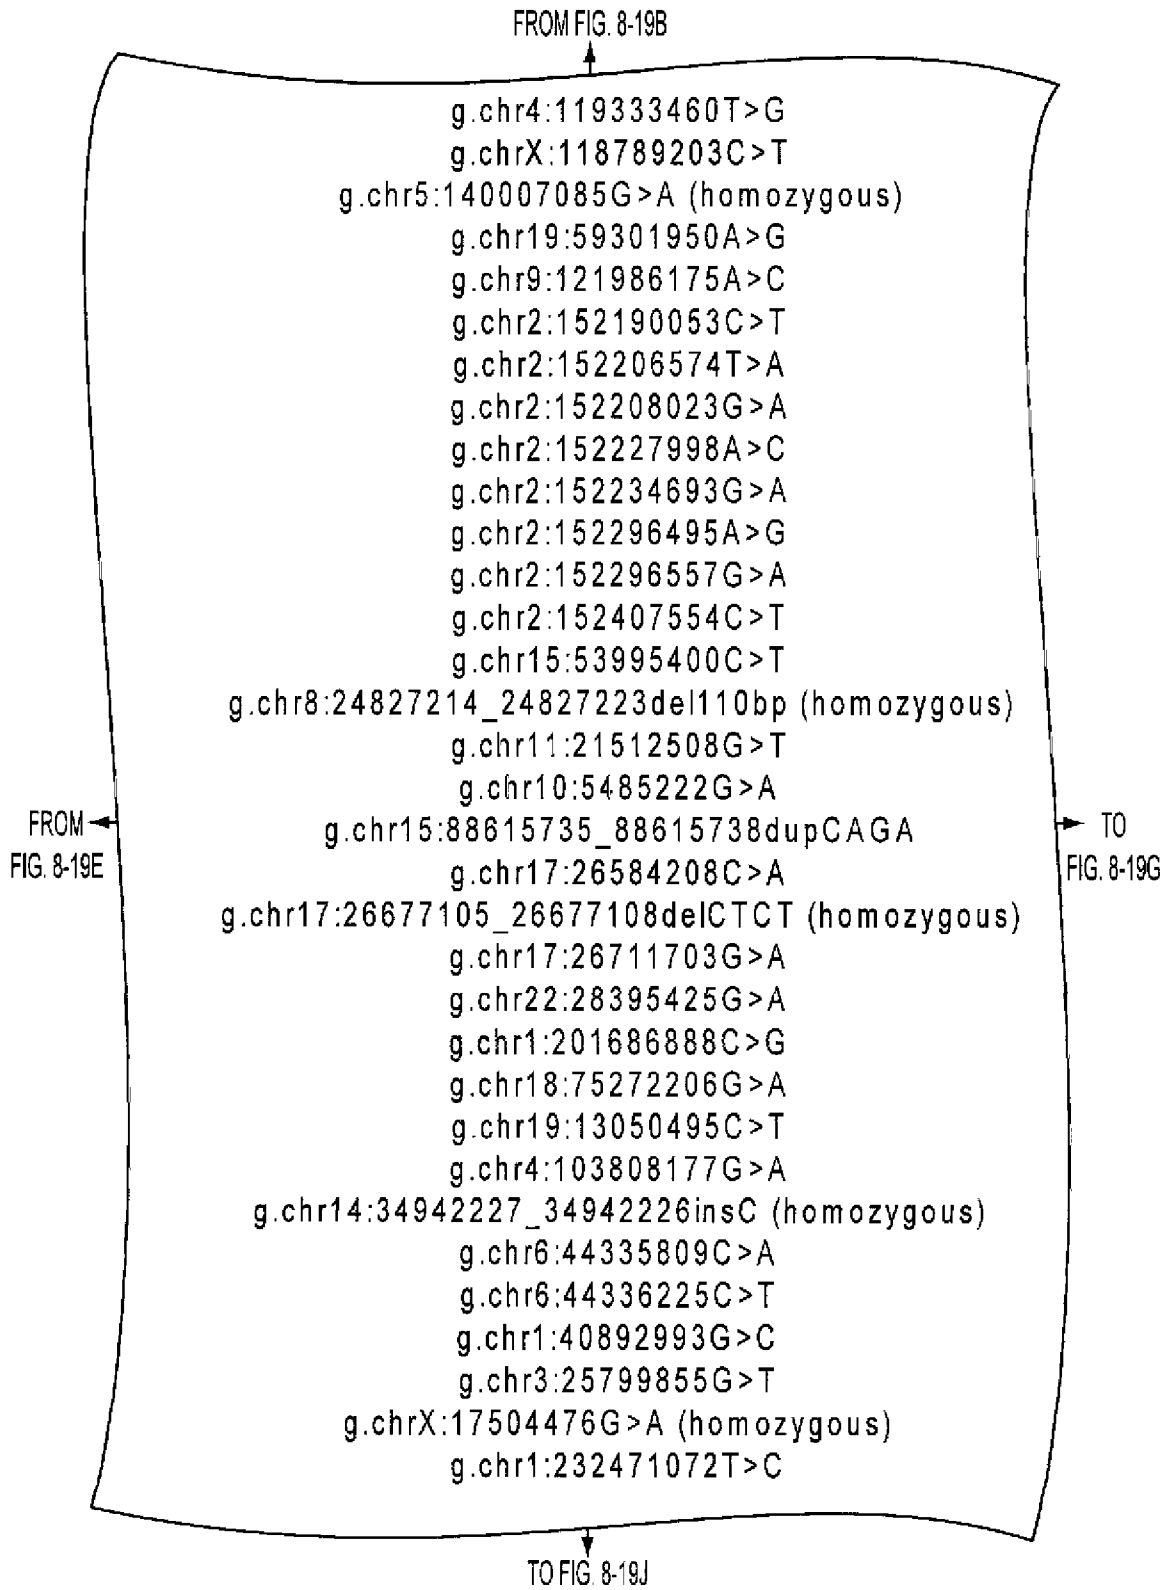 FROM FIG. 8-19B
g.chr4:119333460T>G
g.chrX:118789203C>T
g.chr5:140007085G>A (homozygous)
g.chr19:59301950A>G
g.chr9:121986175A>C
g.chr2:152190053C>T
g.chr2:152206574T>A
g.chr2:152208023G>A
g.chr2:152227998A>C
g.chr2:152234693G>A
g.chr2:152296495A>G
g.chr2:152296557G>A
g.chr2:152407554C>T
g.chr15:53995400C>T
g.chr8:24827214_24827223del110bp (homozygous)
g.chr11:21512508G>T
g.chr10:5485222G>A
g.chr15:88615735_88615738dupCAGA
g.chr17:26584208C>A
g.chr17:26677105_26677108delCTCT (homozygous)
g.chr17:26711703G>A
g.chr22:28395425G>A
g.chr1:201686888C>G
g.chr18:75272206G>A
g.chr19:13050495C>T
g.chr4:103808177G>A
g.chr14:34942227_34942226insC (homozygous)
g.chr6:44335809C>A
g.chr6:44336225C>T
g.chr1:40892993G>C
g.chr3:25799855G>T
g.chrX:17504476G>A (homozygous)
g.chr1:232471072T>C
FROM
FIG. 8-19E
TO
FIG. 8-19G
TO FIG. 8-19J